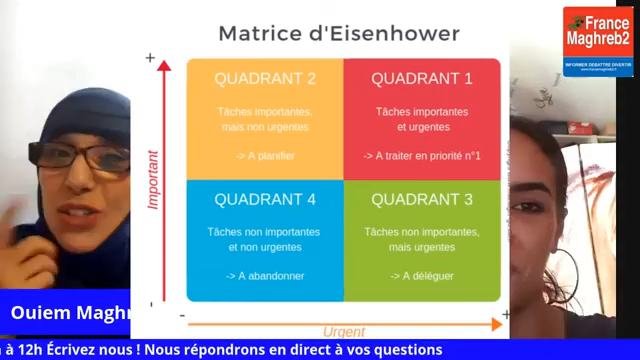 Matrice d'Eisenhower
France
Maghreb2
INFORMER DEBATTRE DIVERTIR
+
Important
-
QUADRANT 2
Tâches importantes,
mais non urgentes
-> A planifier
QUADRANT 1
Tâches importantes
et urgentes
-> A traiter en priorité n°1
QUADRANT 4
Tâches non importantes
et non urgentes
-> A abandonner
QUADRANT 3
Tâches non importantes,
mais urgentes
-> A déléguer
-
+
Urgent
Ouiem Maghr
à 12h Écrivez nous ! Nous répondrons en direct à vos questions